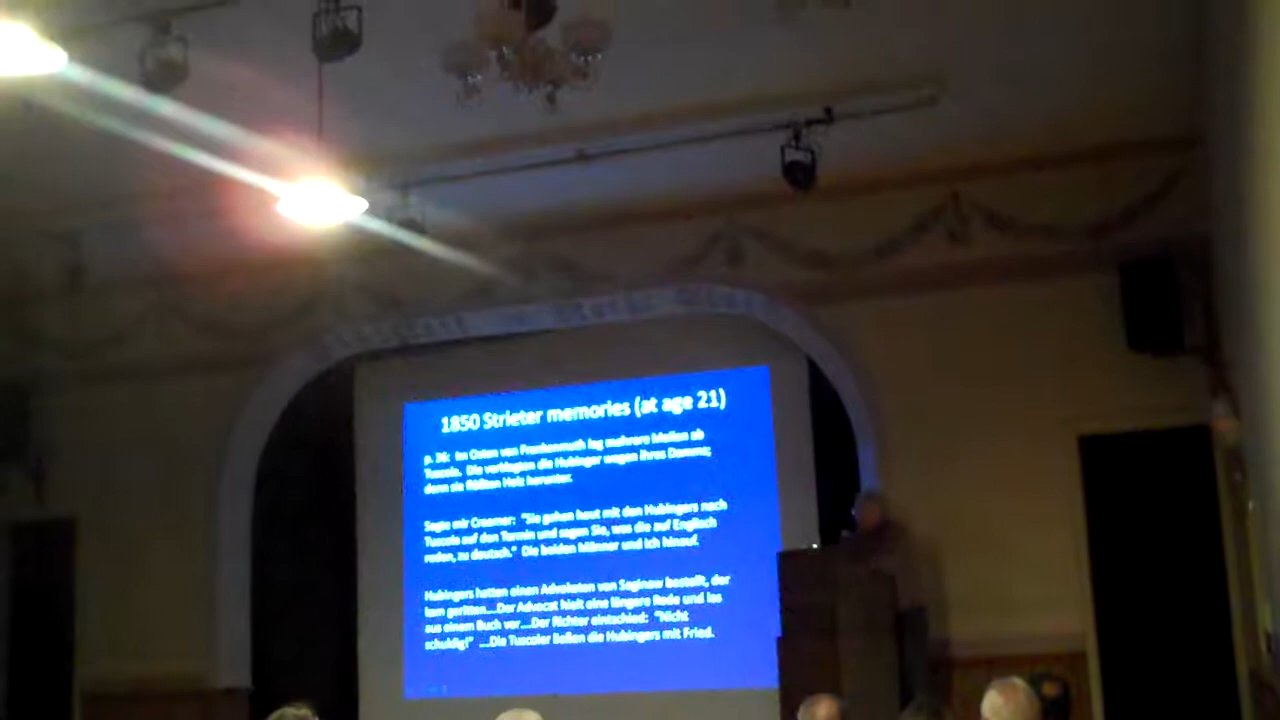 1850 Strieter memories (at age 21)
p. 36: Im Osten von Frankenmuth lag mehrere Meilen ab
Tuscola. Die verklagten die Hubinger wegen ihres Damms;
denn sie flößten Holz herunter.
Sagte mir Craemer: "Sie gehen heut mit den Hubingers nach
Tuscola auf den Termin und sagen Sie, was die auf Englisch
reden, zu deutsch." Die beiden Männer und ich hinauf.
Hubingers hatten einen Advokaten von Saginaw bestellt, der
kam geritten....Der Advocat hielt eine längere Rede und las
aus einem Buch vor....Der Richter entschied: "Nicht
schuldig!" ....Die Tuscoler ließen die Hubingers mit Fried.